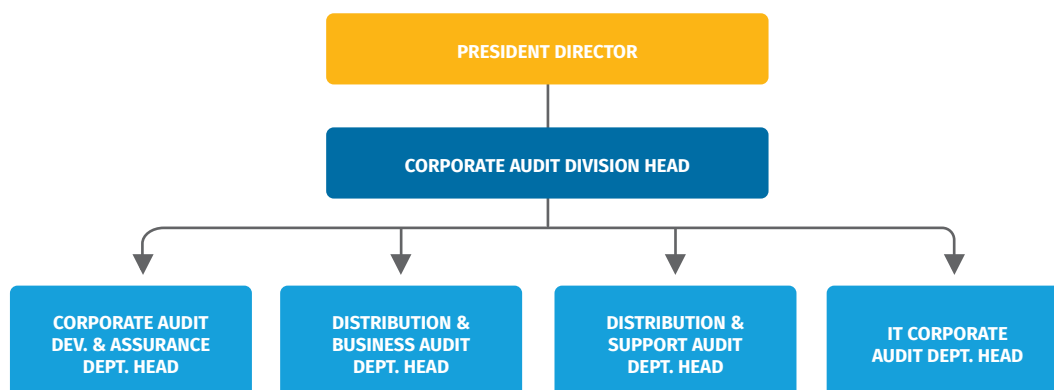 PRESIDENT DIRECTOR
CORPORATE AUDIT DIVISION HEAD
CORPORATE AUDIT
DEV. & ASSURANCE
DEPT. HEAD
DISTRIBUTION &
BUSINESS AUDIT
DEPT. HEAD
DISTRIBUTION &
SUPPORT AUDIT
DEPT. HEAD
IT CORPORATE
AUDIT DEPT. HEAD